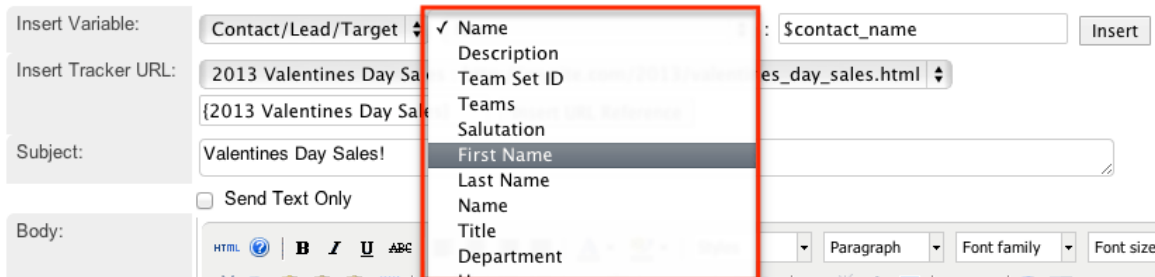 Insert Variable: Contact/Lead/Target ✓ Name : $contact_name Insert
Description
Insert Tracker URL: 2013 Valentines Day Sa es_day_sales.html
Team Set ID
Teams
{2013 Valentines Day Sal
Salutation
Subject: Valentines Day Sales! First Name
Last Name
Send Text Only
Name
Body: Title
HTML B I U ABC Paragraph Font family Font size
Department